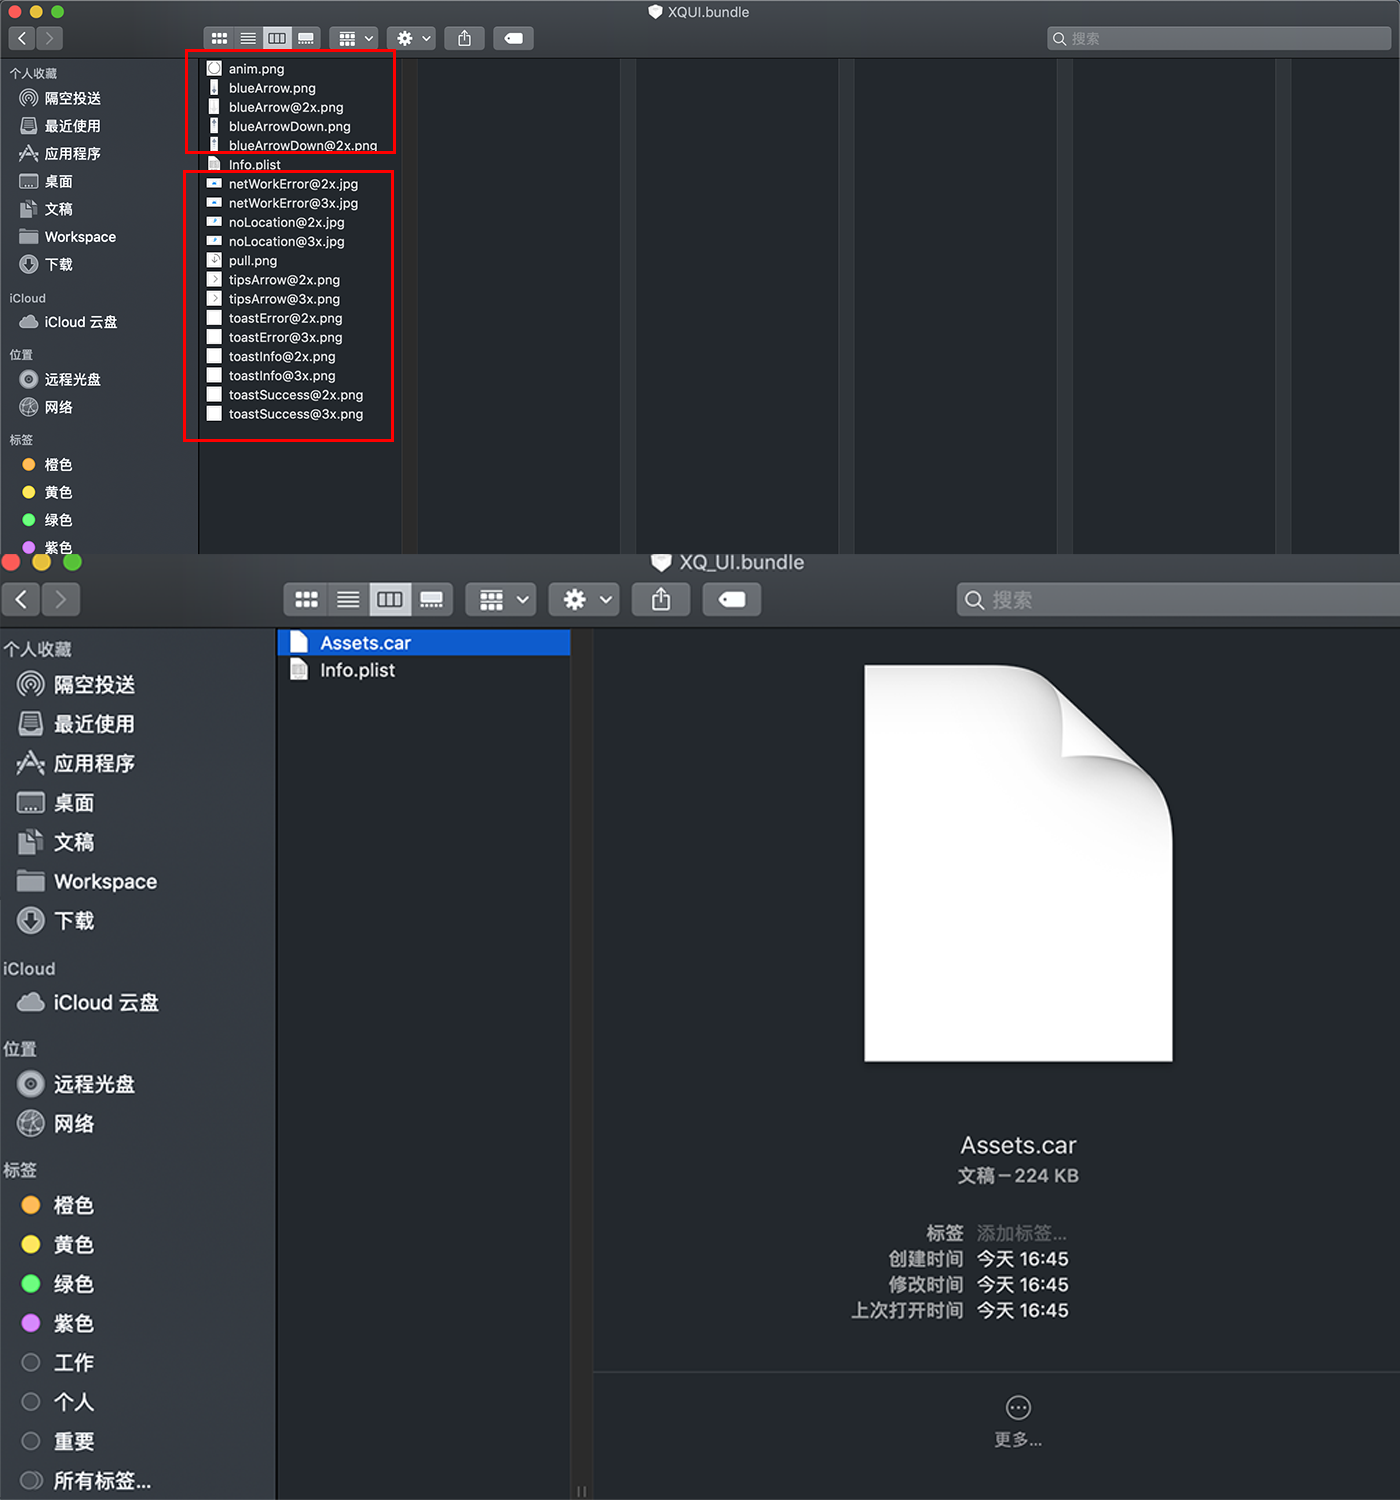 XQUI.bundle
搜索
个人收藏
隔空投送
最近使用
应用程序
桌面
文稿
Workspace
下载
iCloud
iCloud 云盘
位置
远程光盘
网络
标签
橙色
黄色
绿色
紫色
anim.png
blueArrow.png
blueArrow@2x.png
blueArrowDown.png
blueArrowDown@2x.png
Info.plist
netWorkError@2x.jpg
netWorkError@3x.jpg
noLocation@2x.jpg
noLocation@3x.jpg
pull.png
tipsArrow@2x.png
tipsArrow@3x.png
toastError@2x.png
toastError@3x.png
toastInfo@2x.png
toastInfo@3x.png
toastSuccess@2x.png
toastSuccess@3x.png
XQ_UI.bundle
搜索
个人收藏
隔空投送
最近使用
应用程序
桌面
文稿
Workspace
下载
iCloud
iCloud 云盘
位置
远程光盘
网络
标签
橙色
黄色
绿色
紫色
工作
个人
重要
所有标签...
Assets.car
Info.plist
Assets.car
文稿 – 224 KB
标签 添加标签...
创建时间 今天 16:45
修改时间 今天 16:45
上次打开时间 今天 16:45
更多...